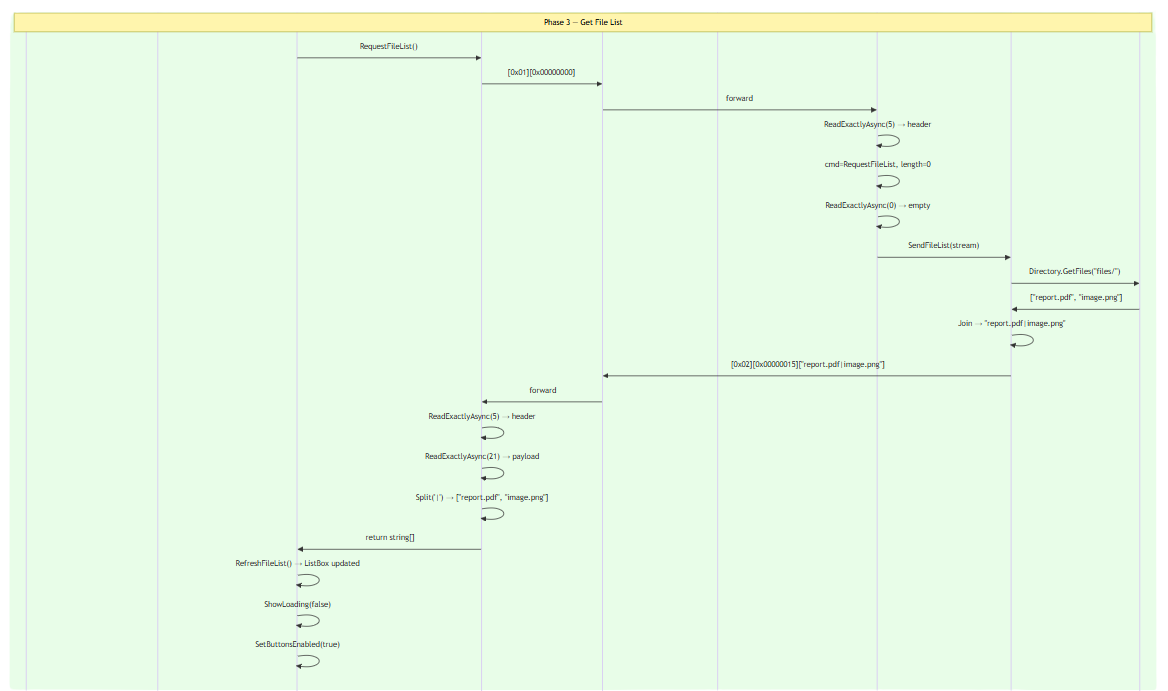 Phase 3 — Get File List
RequestFileList()
[0x01][0x00000000]
forward
ReadExactlyAsync(5) → header
cmd=RequestFileList, length=0
ReadExactlyAsync(0) → empty
SendFileList(stream)
Directory.GetFiles("files/")
["report.pdf", "image.png"]
Join → "report.pdf|image.png"
[0x02][0x00000015]["report.pdf|image.png"]
forward
ReadExactlyAsync(5) → header
ReadExactlyAsync(21) → payload
Split('|') → ["report.pdf", "image.png"]
return string[]
RefreshFileList() → ListBox updated
ShowLoading(false)
SetButtonsEnabled(true)